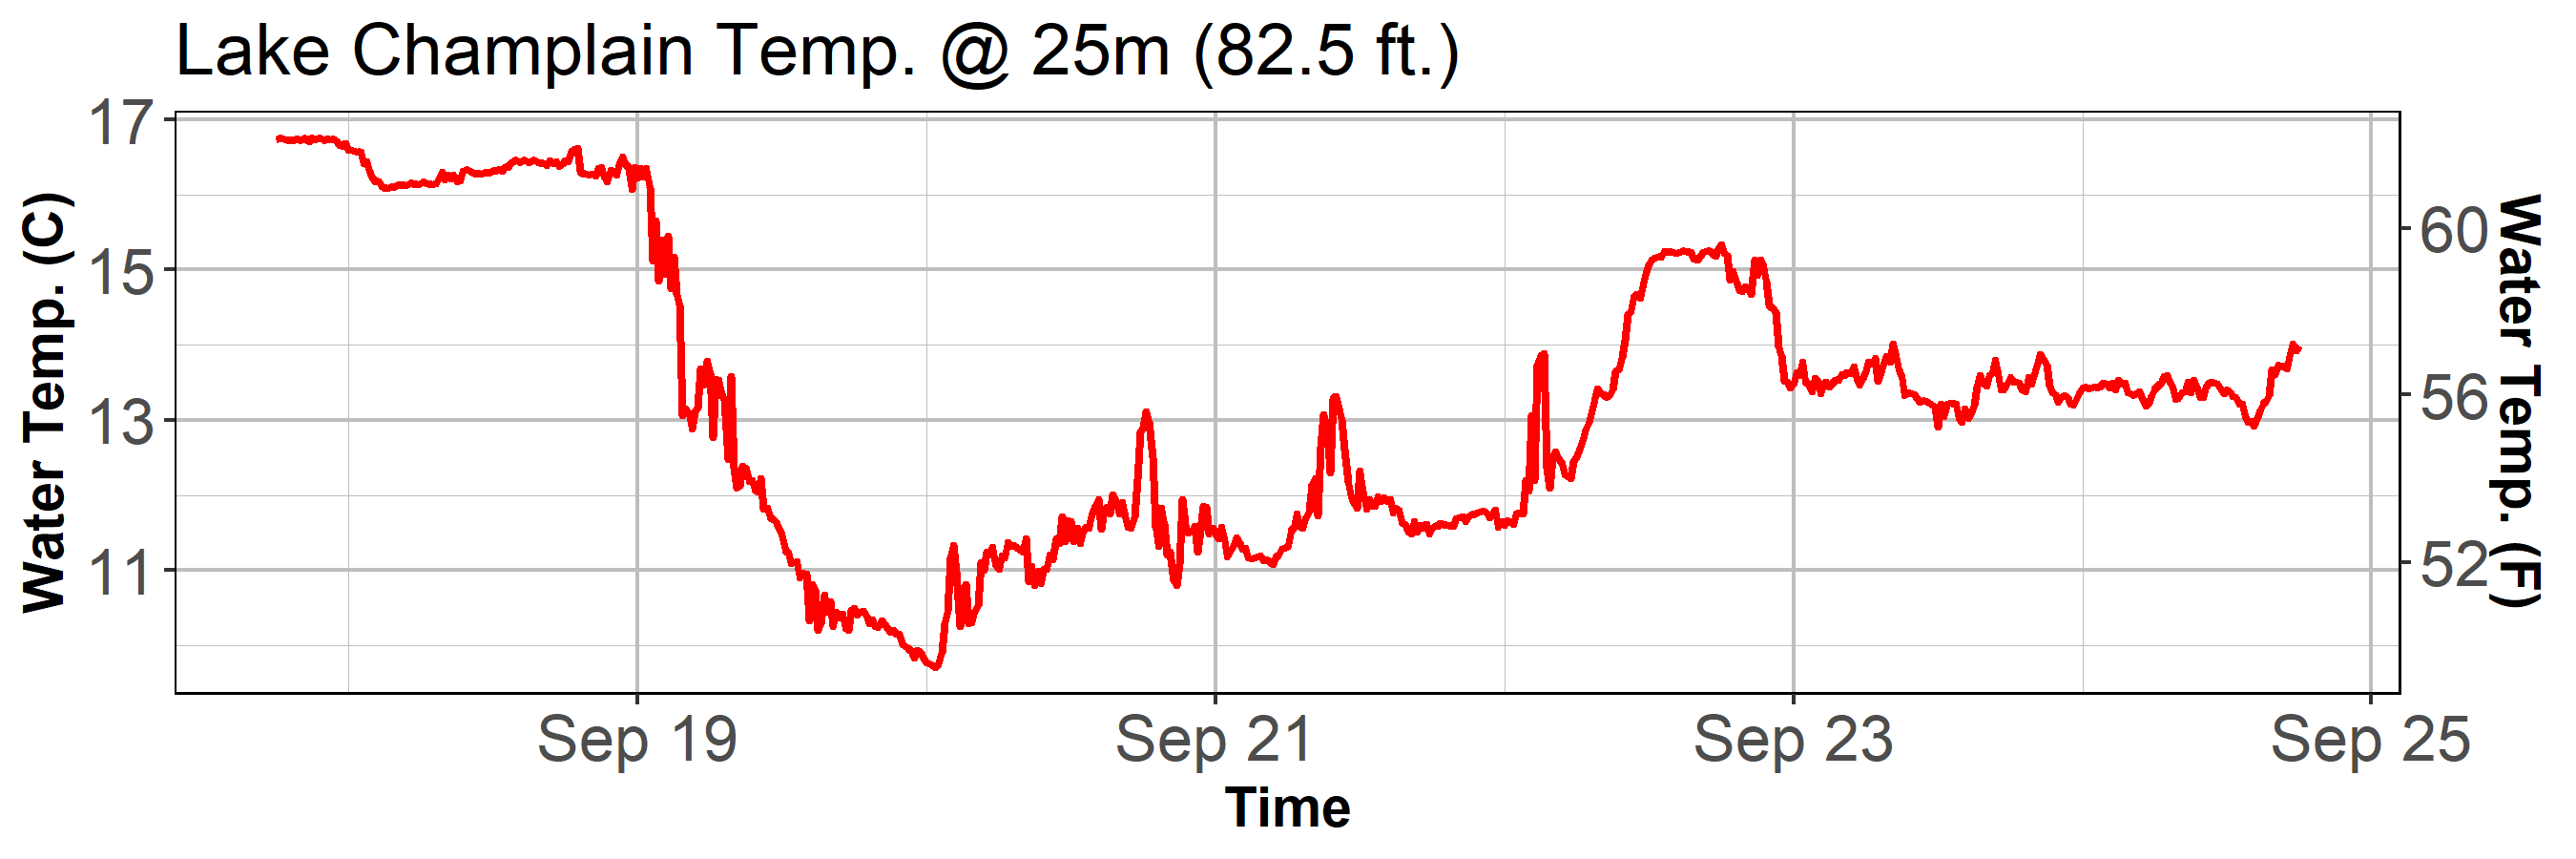 Lake Champlain Temp. @ 25m (82.5 ft.)
17
15
13
11
Water Temp. (C)
60
56
52
Water Temp. (F)
Sep 19 Sep 21 Sep 23 Sep 25
Time